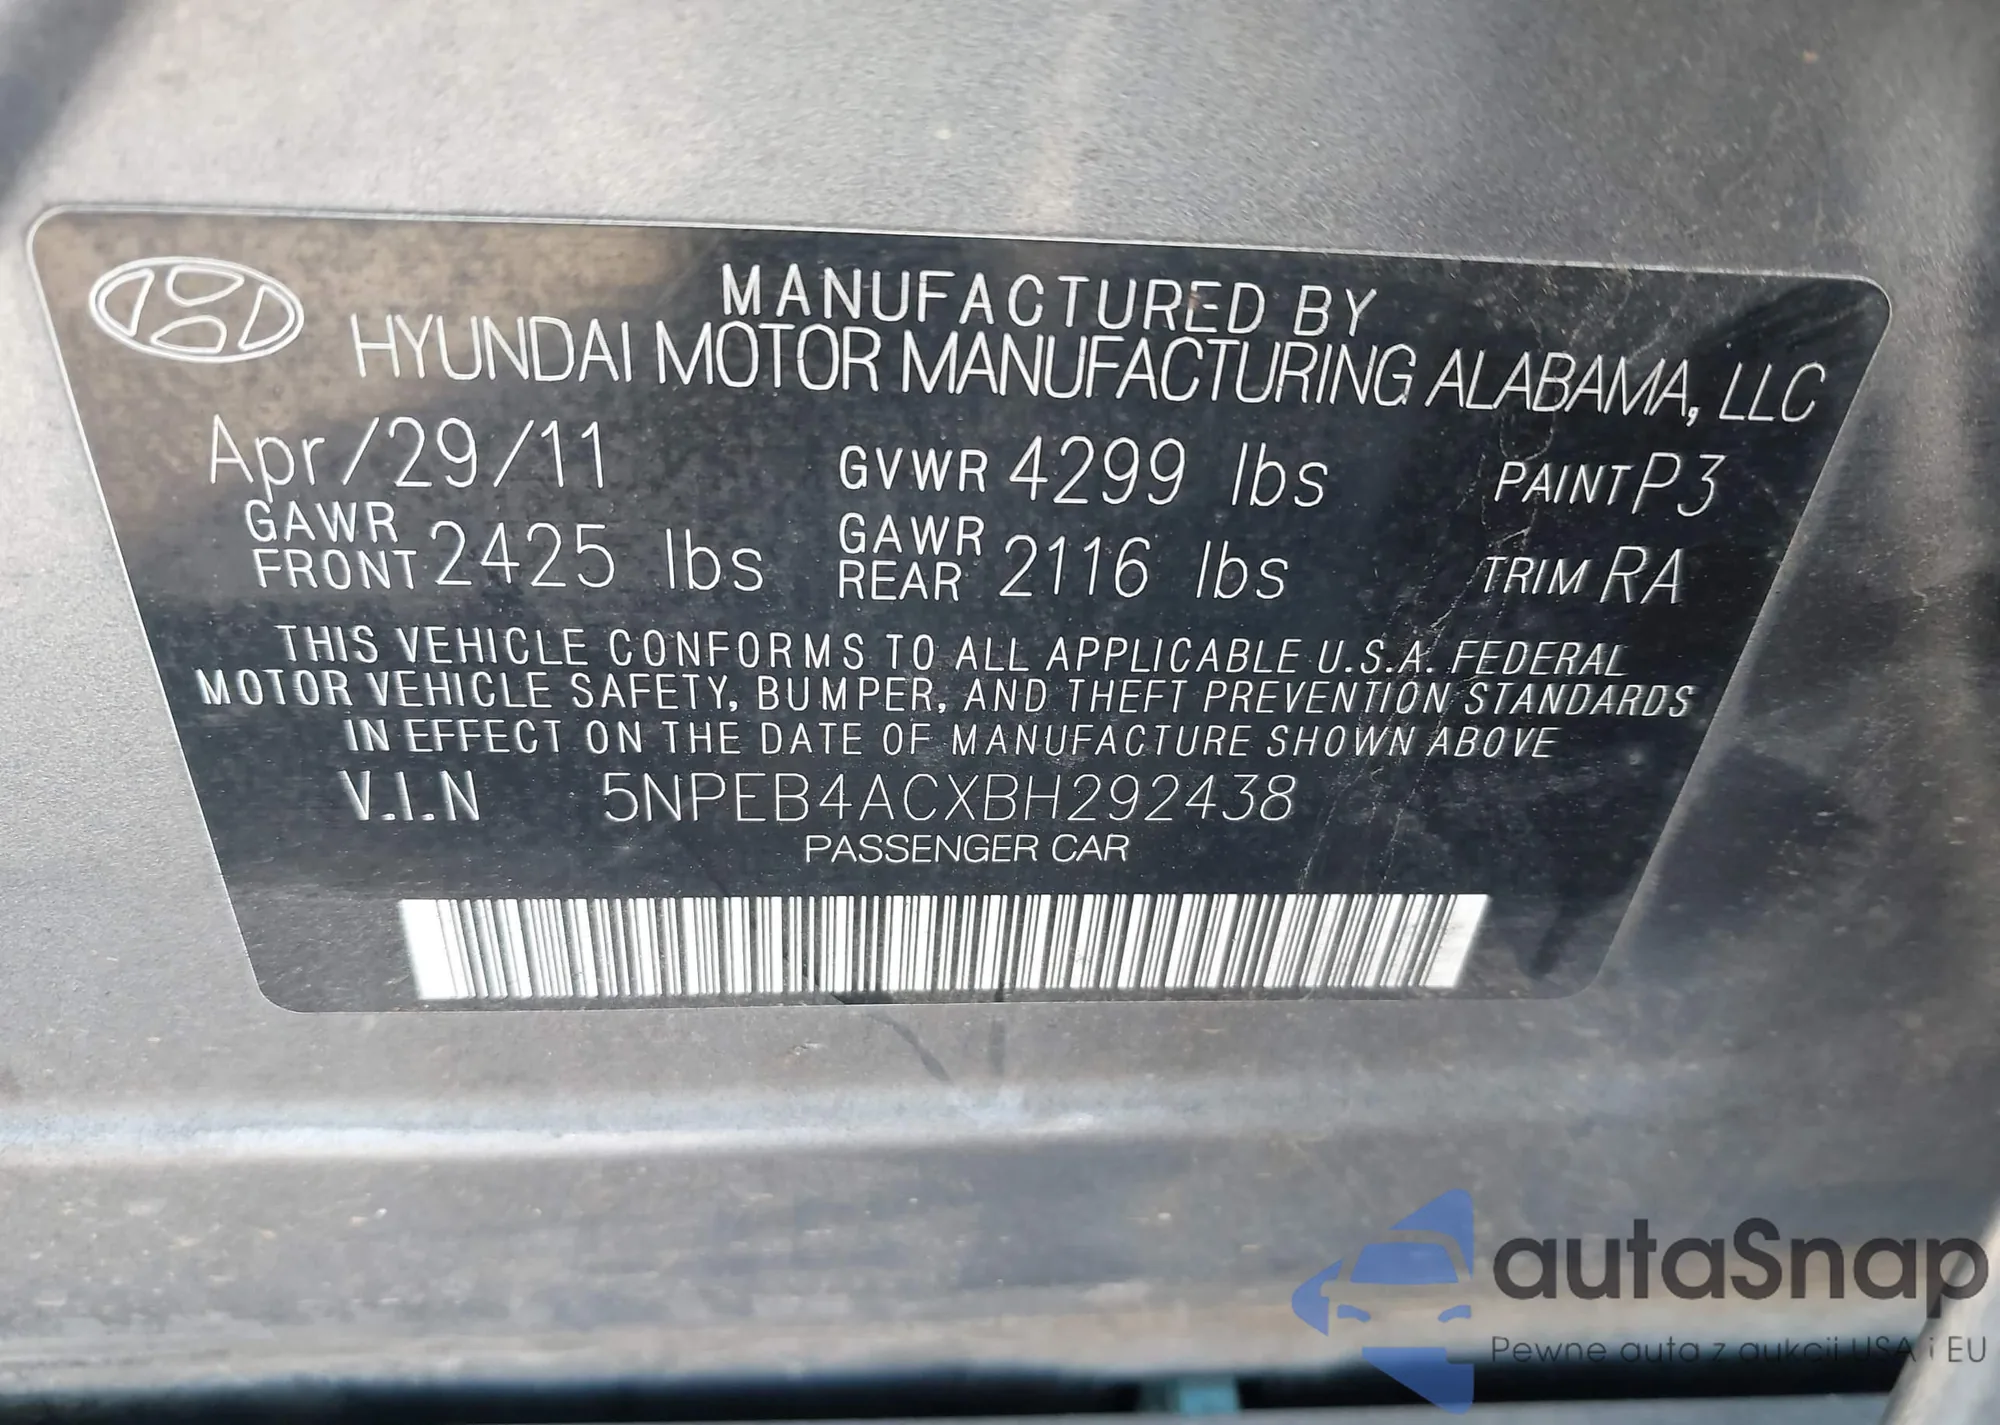 MANUFACTURED BY
HYUNDAI MOTOR MANUFACTURING ALABAMA, LLC
Apr/29/11 GVWR 4299 lbs PAINT P3
GAWR FRONT 2425 lbs GAWR REAR 2116 lbs TRIM RA
THIS VEHICLE CONFORMS TO ALL APPLICABLE U.S.A. FEDERAL
MOTOR VEHICLE SAFETY, BUMPER, AND THEFT PREVENTION STANDARDS
IN EFFECT ON THE DATE OF MANUFACTURE SHOWN ABOVE
V.I.N 5NPEB4ACXBH292438
PASSENGER CAR
autaSnap
Pewne auta z aukcji USA i EU